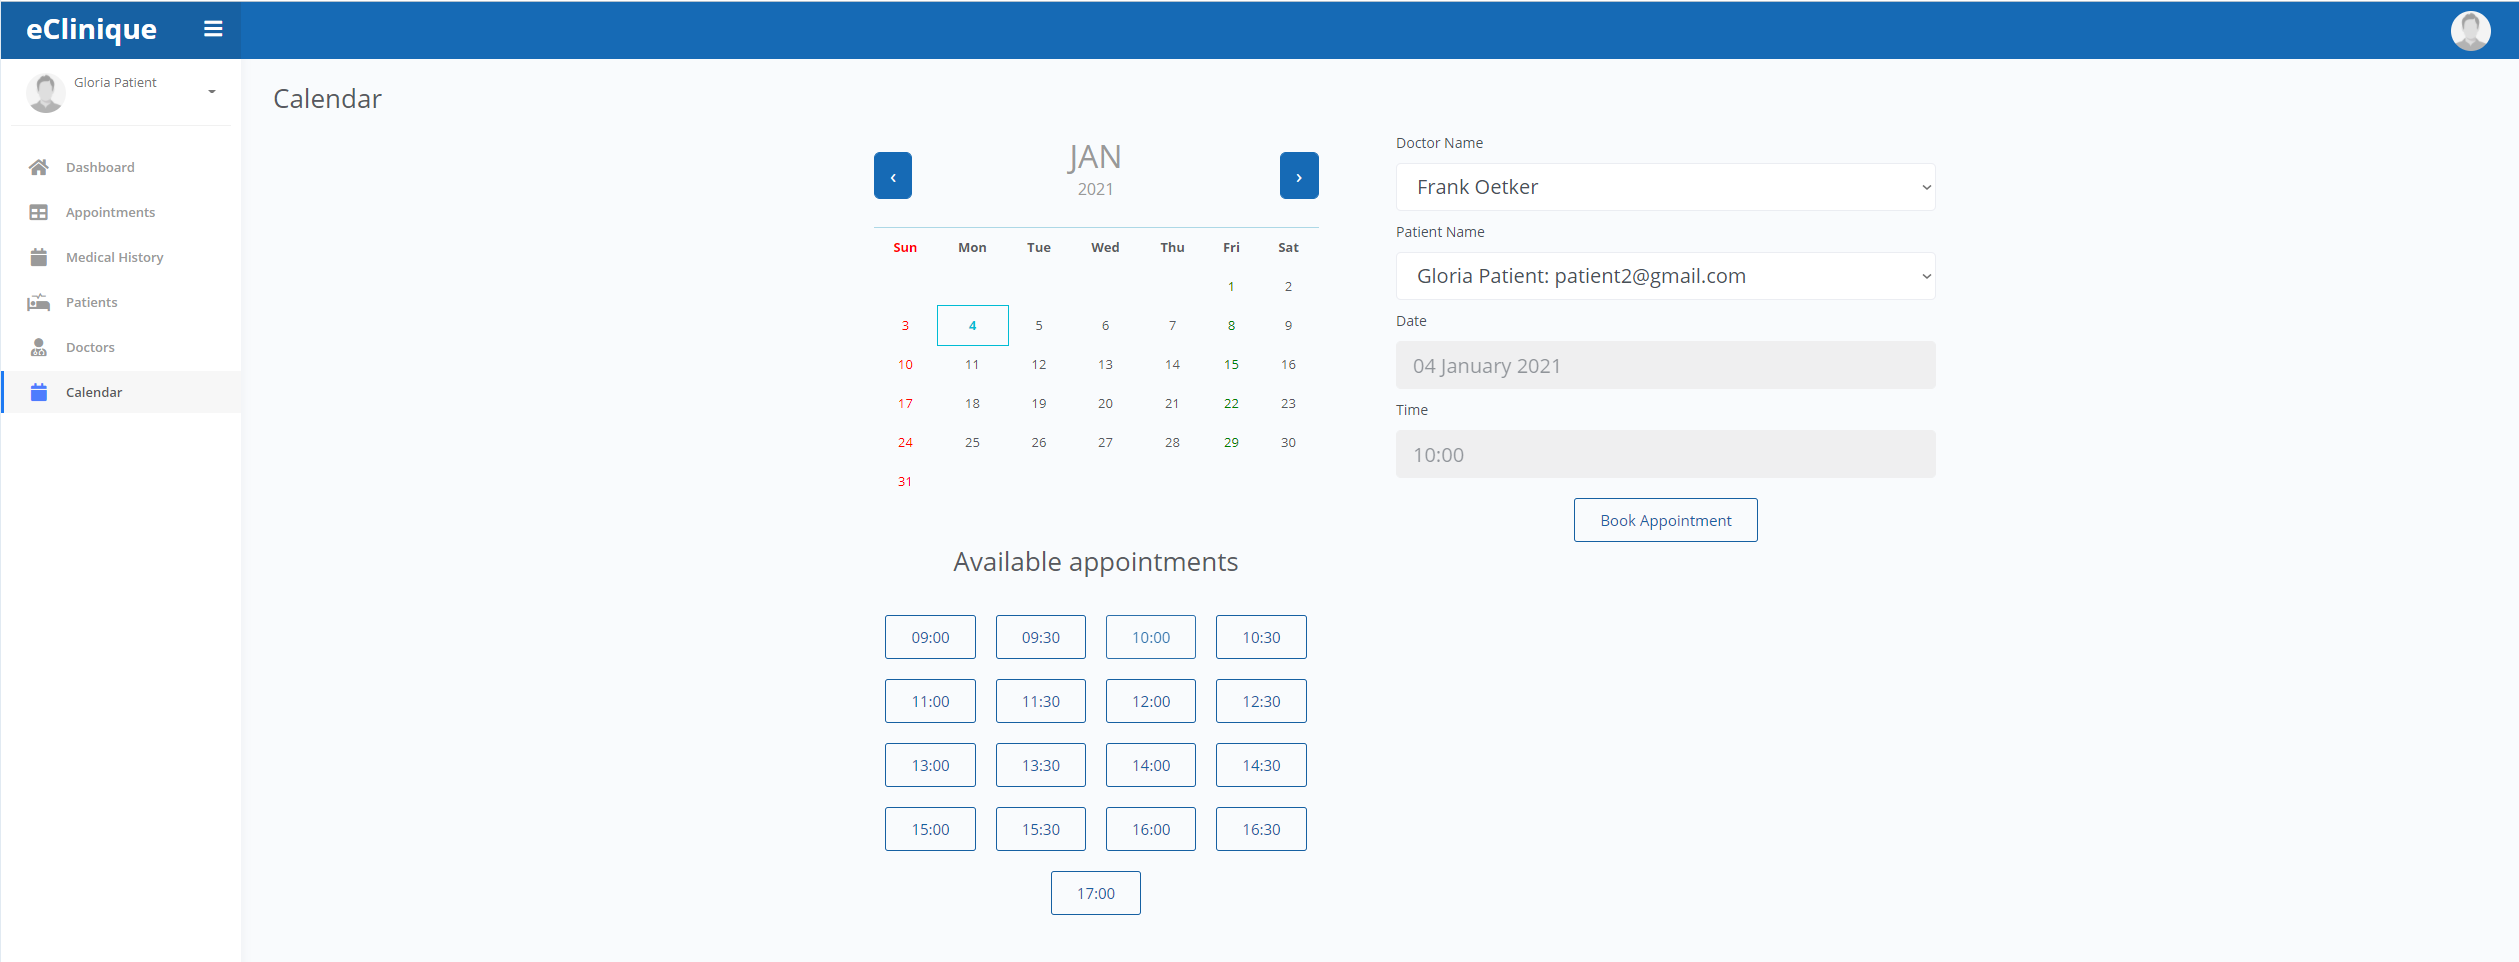 eClinique
Gloria Patient
Dashboard
Appointments
Medical History
Patients
Doctors
Calendar
Calendar
‹
JAN
2021
›
Sun Mon Tue Wed Thu Fri Sat
1 2
3 4 5 6 7 8 9
10 11 12 13 14 15 16
17 18 19 20 21 22 23
24 25 26 27 28 29 30
31
Available appointments
09:00 09:30 10:00 10:30
11:00 11:30 12:00 12:30
13:00 13:30 14:00 14:30
15:00 15:30 16:00 16:30
17:00
Doctor Name
Frank Oetker
Patient Name
Gloria Patient: patient2@gmail.com
Date
04 January 2021
Time
10:00
Book Appointment